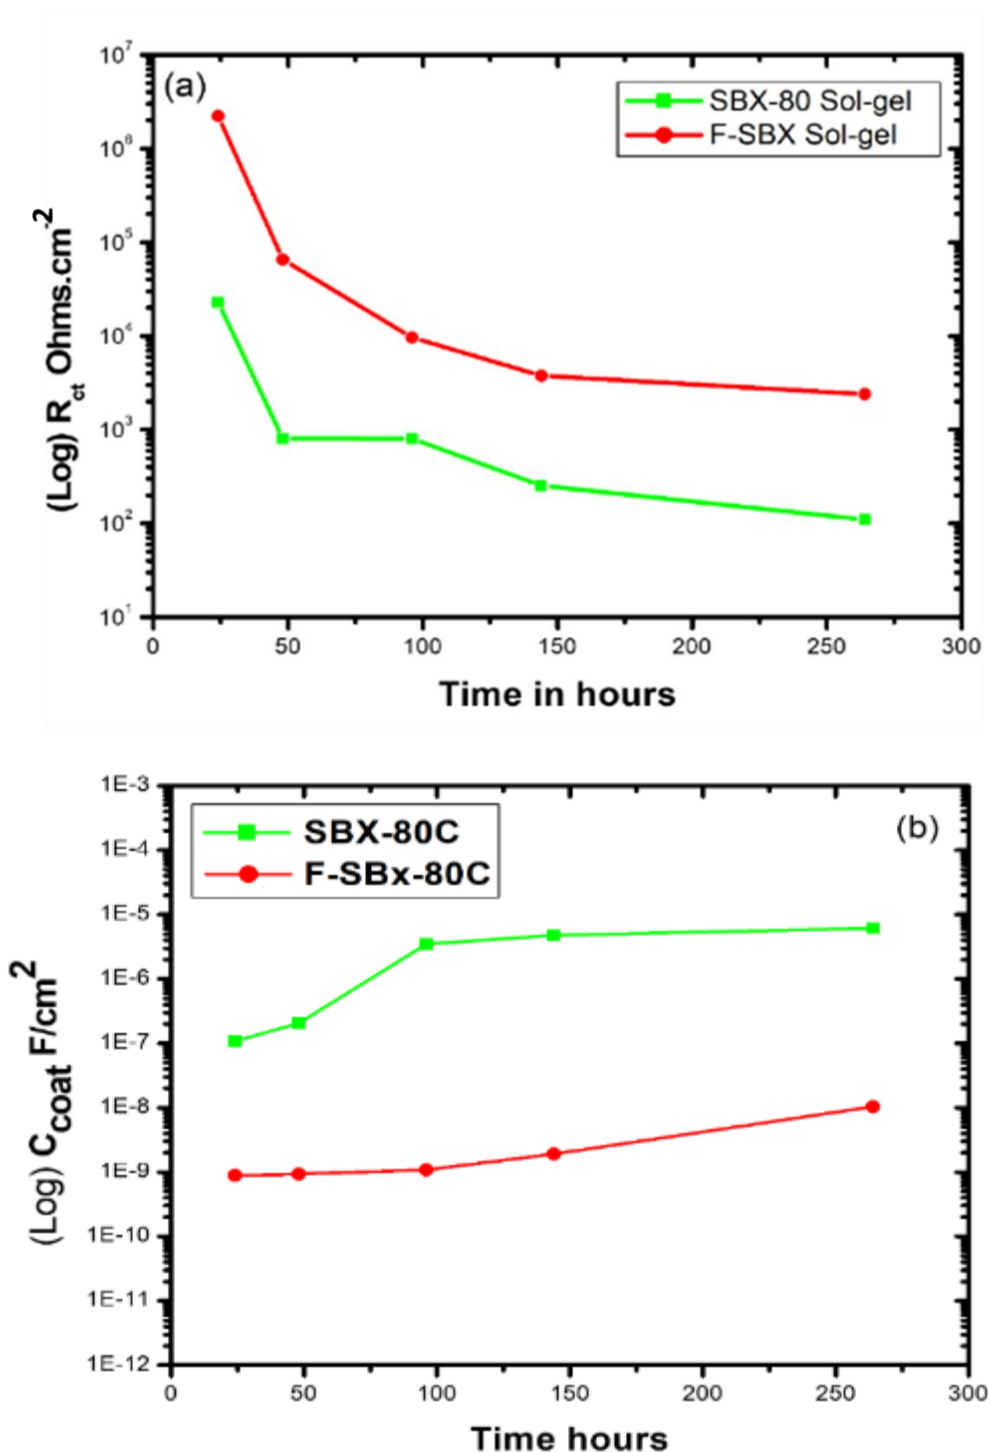 (a)
SBX-80 Sol-gel
F-SBX Sol-gel
10⁷
10⁶
10⁵
10⁴
10³
10²
10¹
(Log) Rct Ohms.cm-2
0 50 100 150 200 250 300
Time in hours
(b)
SBX-80C
F-SBx-80C
1E-3
1E-4
1E-5
1E-6
1E-7
1E-8
1E-9
1E-10
1E-11
1E-12
(Log) Ccoat F/cm2
0 50 100 150 200 250 300
Time hours